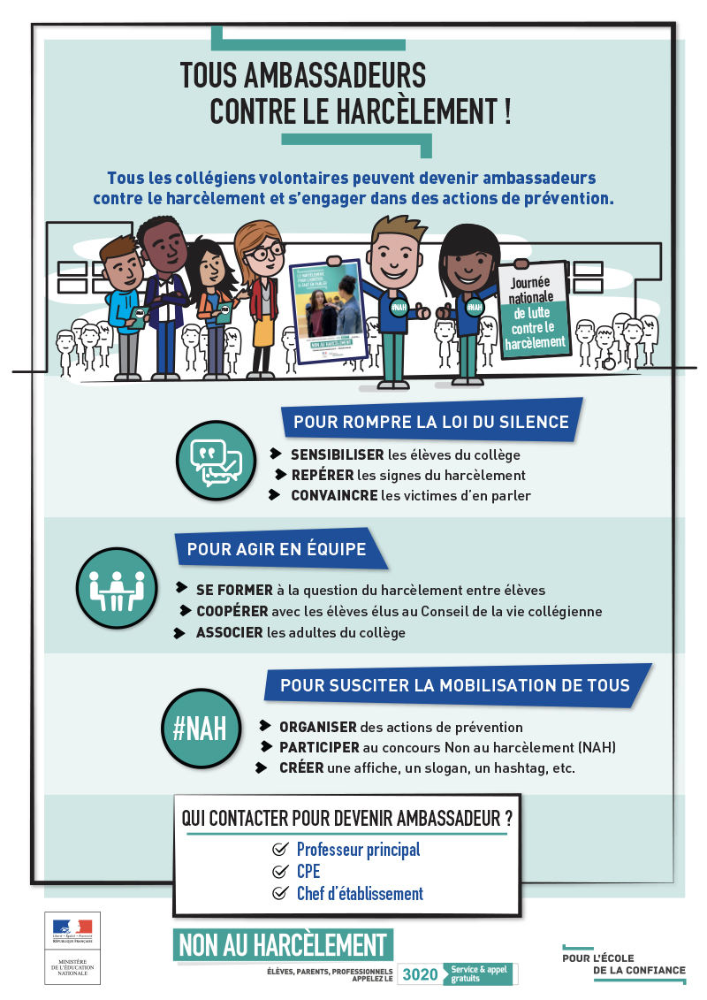 TOUS AMBASSADEURS
CONTRE LE HARCÈLEMENT !
Tous les collégiens volontaires peuvent devenir ambassadeurs
contre le harcèlement et s’engager dans des actions de prévention.
LE HARCÈLEMENT
NON AU HARCÈLEMENT
#NAH
#NAH
Journée
nationale
de lutte
contre le
harcèlement
POUR ROMPRE LA LOI DU SILENCE
SENSIBILISER les élèves du collège
REPÉRER les signes du harcèlement
CONVAINCRE les victimes d’en parler
POUR AGIR EN ÉQUIPE
SE FORMER à la question du harcèlement entre élèves
COOPÉRER avec les élèves élus au Conseil de la vie collégienne
ASSOCIER les adultes du collège
POUR SUSCITER LA MOBILISATION DE TOUS
#NAH
ORGANISER des actions de prévention
PARTICIPER au concours Non au harcèlement (NAH)
CRÉER une affiche, un slogan, un hashtag, etc.
QUI CONTACTER POUR DEVENIR AMBASSADEUR ?
Professeur principal
CPE
Chef d’établissement
Liberté • Égalité • Fraternité
RÉPUBLIQUE FRANÇAISE
MINISTÈRE
DE L’ÉDUCATION
NATIONALE
NON AU HARCÈLEMENT
ÉLÈVES, PARENTS, PROFESSIONNELS
APPELEZ LE
3020
Service & appel
gratuits
POUR L’ÉCOLE
DE LA CONFIANCE